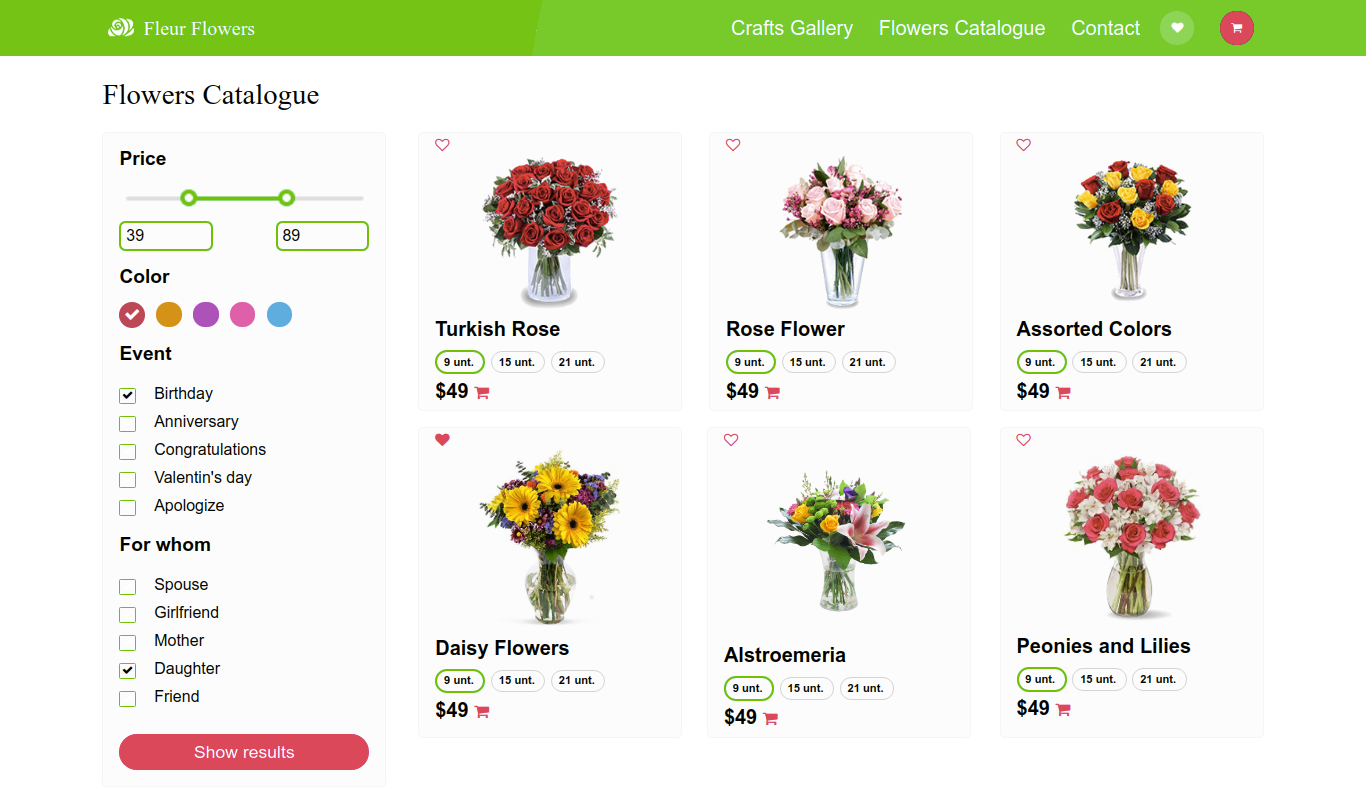 Fleur Flowers
Crafts Gallery
Flowers Catalogue
Contact
Flowers Catalogue
Price
39
89
Color
Event
Birthday
Anniversary
Congratulations
Valentin's day
Apologize
For whom
Spouse
Girlfriend
Mother
Daughter
Friend
Show results
Turkish Rose
9 unt. 15 unt. 21 unt.
$49
Rose Flower
9 unt. 15 unt. 21 unt.
$49
Assorted Colors
9 unt. 15 unt. 21 unt.
$49
Daisy Flowers
9 unt. 15 unt. 21 unt.
$49
Alstroemeria
9 unt. 15 unt. 21 unt.
$49
Peonies and Lilies
9 unt. 15 unt. 21 unt.
$49